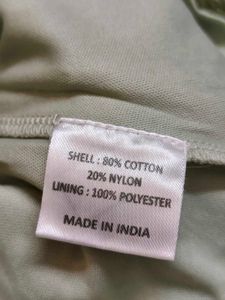 SHELL : 80% COTTON
20% NYLON
LINING : 100% POLYESTER
MADE IN INDIA